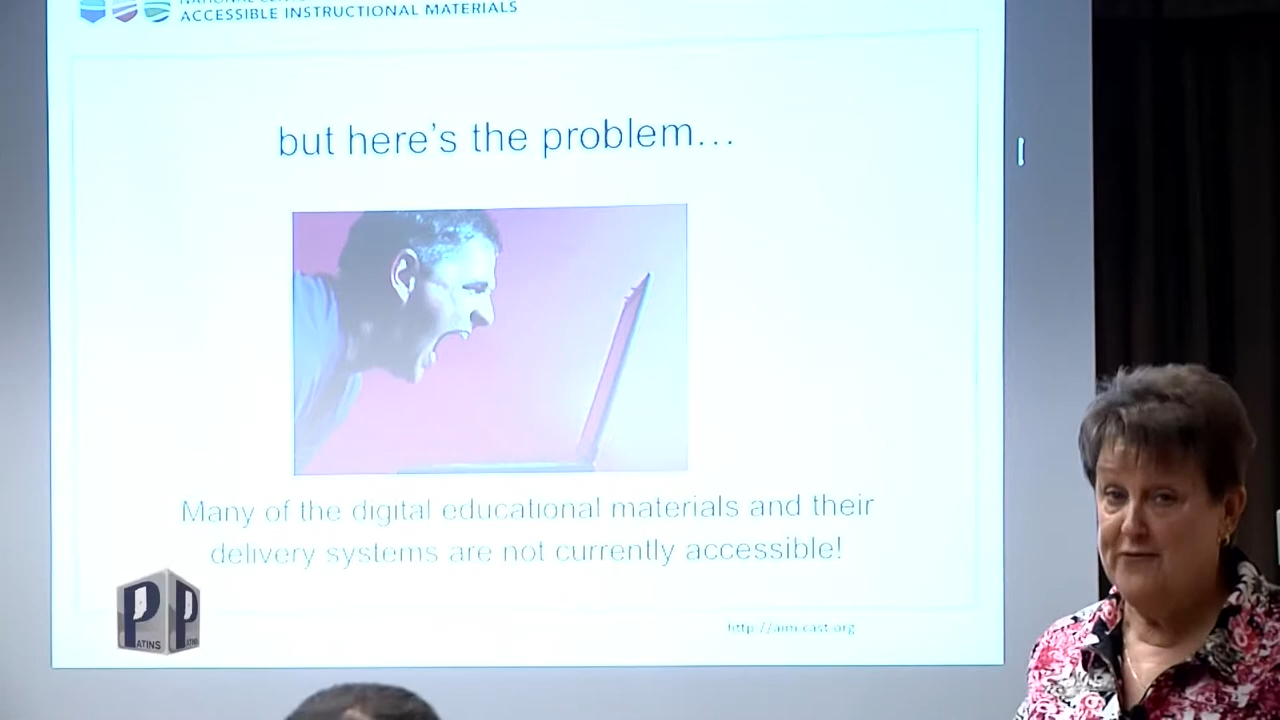 ACCESSIBLE INSTRUCTIONAL MATERIALS
but here's the problem...
Many of the digital educational materials and their
delivery systems are not currently accessible!
PATINS
P
ATINS
http://aim.cast.org